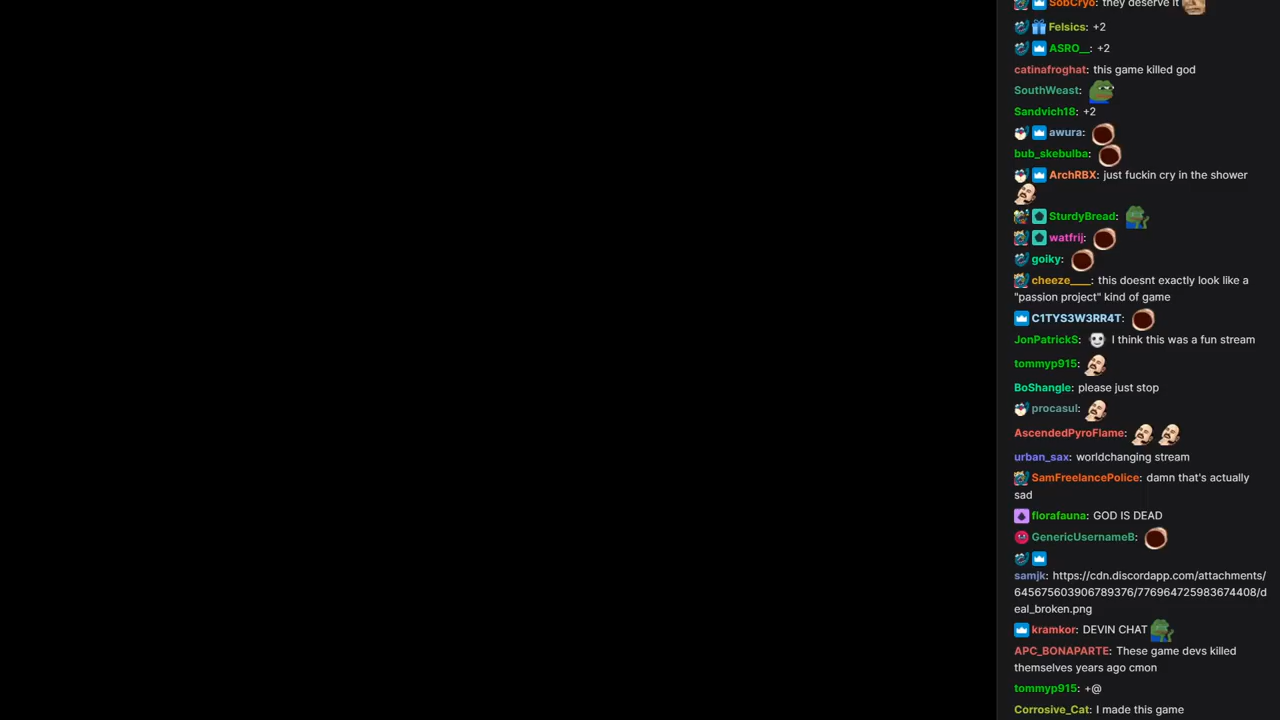 SobCryo: they deserve it
Felsics: +2
ASRO__: +2
catinafroghat: this game killed god
SouthWeast:
Sandvich18: +2
awura:
bub_skebulba:
ArchRBX: just fuckin cry in the shower
SturdyBread:
watfrij:
goiky:
cheeze____: this doesnt exactly look like a
"passion project" kind of game
C1TYS3W3RR4T:
JonPatrickS: I think this was a fun stream
tommyp915:
BoShangle: please just stop
procasul:
AscendedPyroFlame:
urban_sax: worldchanging stream
SamFreelancePolice: damn that's actually
sad
florafauna: GOD IS DEAD
GenericUsernameB:
samjk: https://cdn.discordapp.com/attachments/
645675603906789376/776964725983674408/d
eal_broken.png
kramkor: DEVIN CHAT
APC_BONAPARTE: These game devs killed
themselves years ago cmon
tommyp915: +@
Corrosive_Cat: I made this game